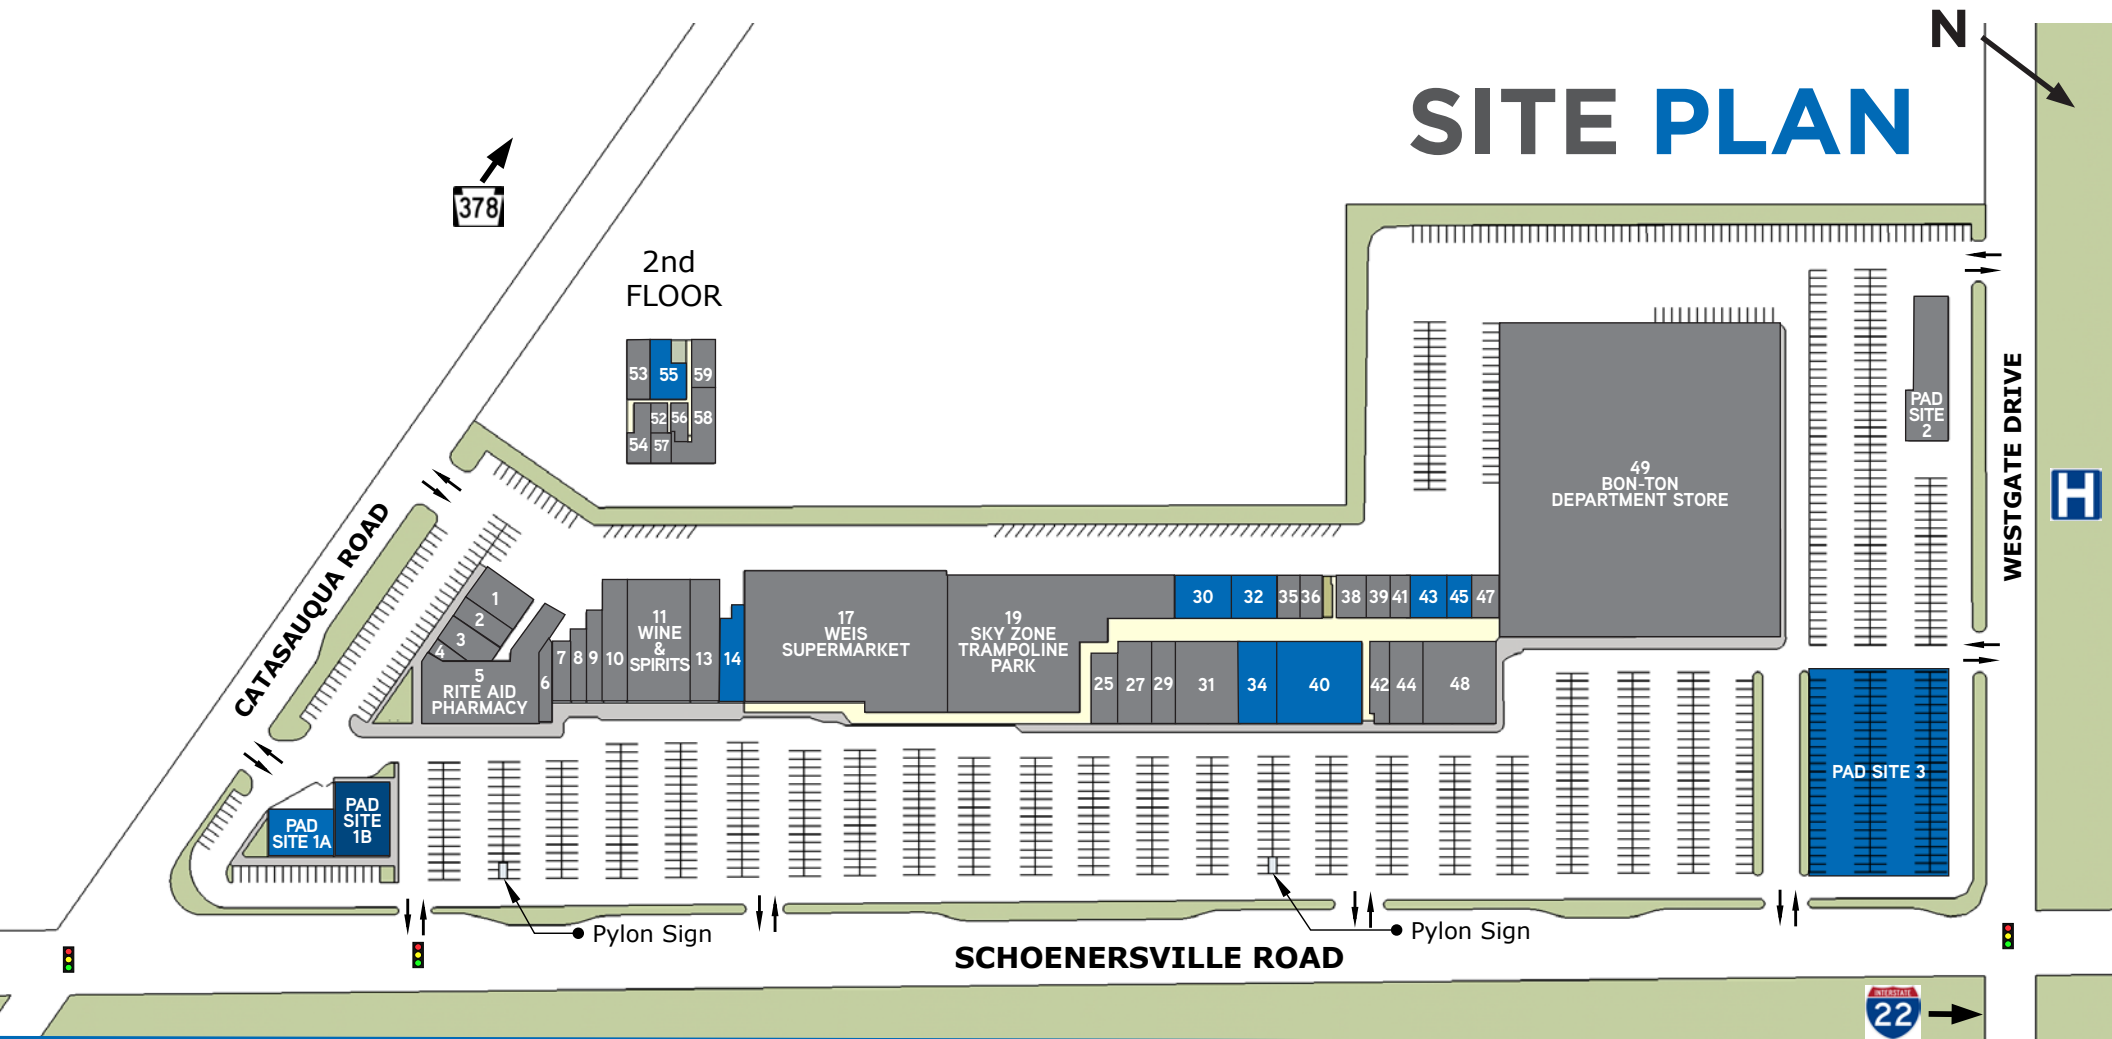 N
SITE PLAN
378
2nd
FLOOR
53
55
59
52
56
58
54
57
PAD
SITE
2
WESTGATE DRIVE
H
49
BON-TON
DEPARTMENT STORE
CATASAUQUA ROAD
1
2
3
4
5
RITE AID
PHARMACY
6
7
8
9
10
11
WINE
&
SPIRITS
13
14
17
WEIS
SUPERMARKET
19
SKY ZONE
TRAMPOLINE
PARK
30
32
35
36
38
39
41
43
45
47
25
27
29
31
34
40
42
44
48
PAD SITE 3
PAD
SITE 1A
PAD
SITE
1B
Pylon Sign
Pylon Sign
SCHOENERSVILLE ROAD
INTERSTATE
22